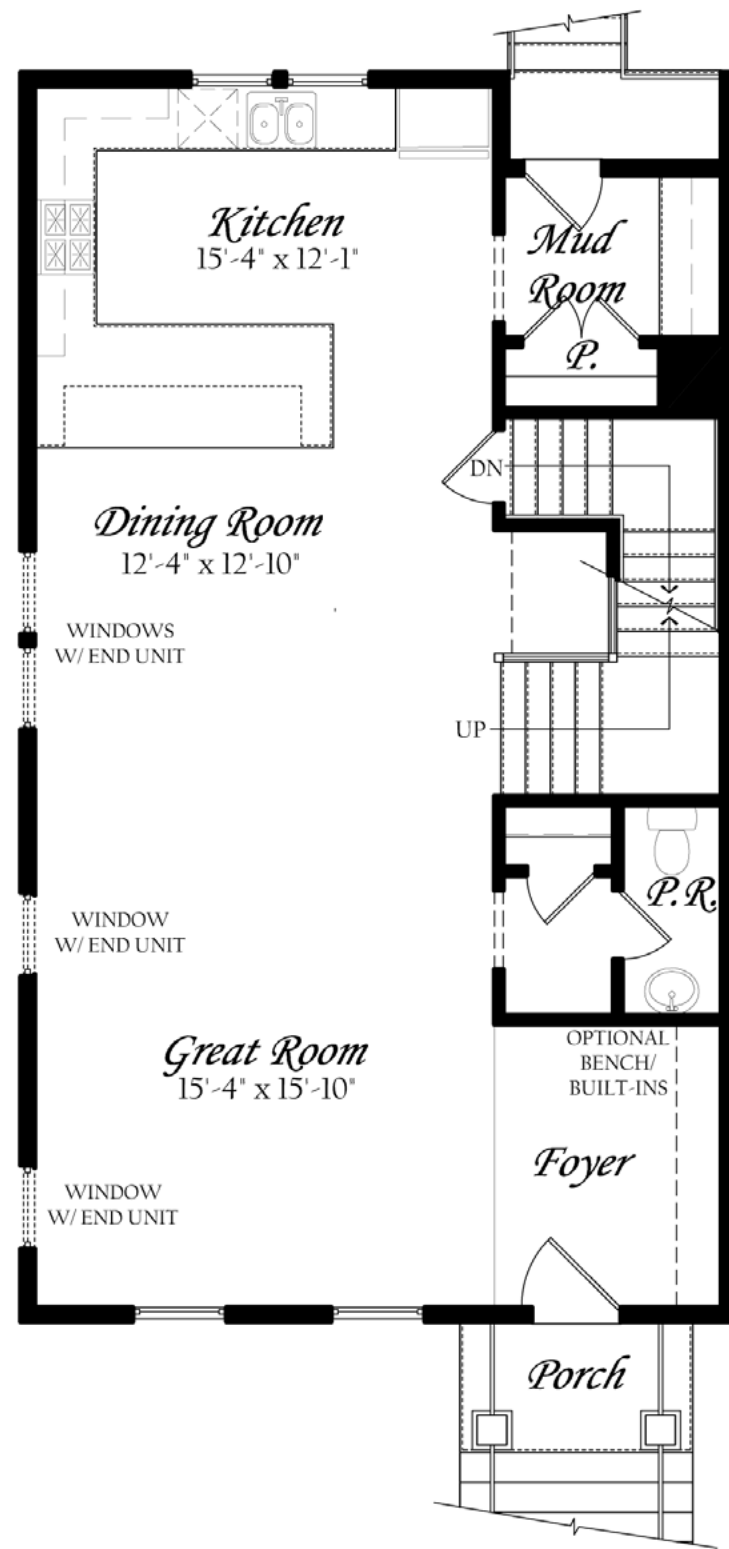 Kitchen
15'-4" x 12'-1"
Mud
Room
P.
DN
Dining Room
12'-4" x 12'-10"
WINDOWS
W/ END UNIT
UP
P.R.
WINDOW
W/ END UNIT
Great Room
15'-4" x 15'-10"
OPTIONAL
BENCH/
BUILT-INS
Foyer
WINDOW
W/ END UNIT
Porch